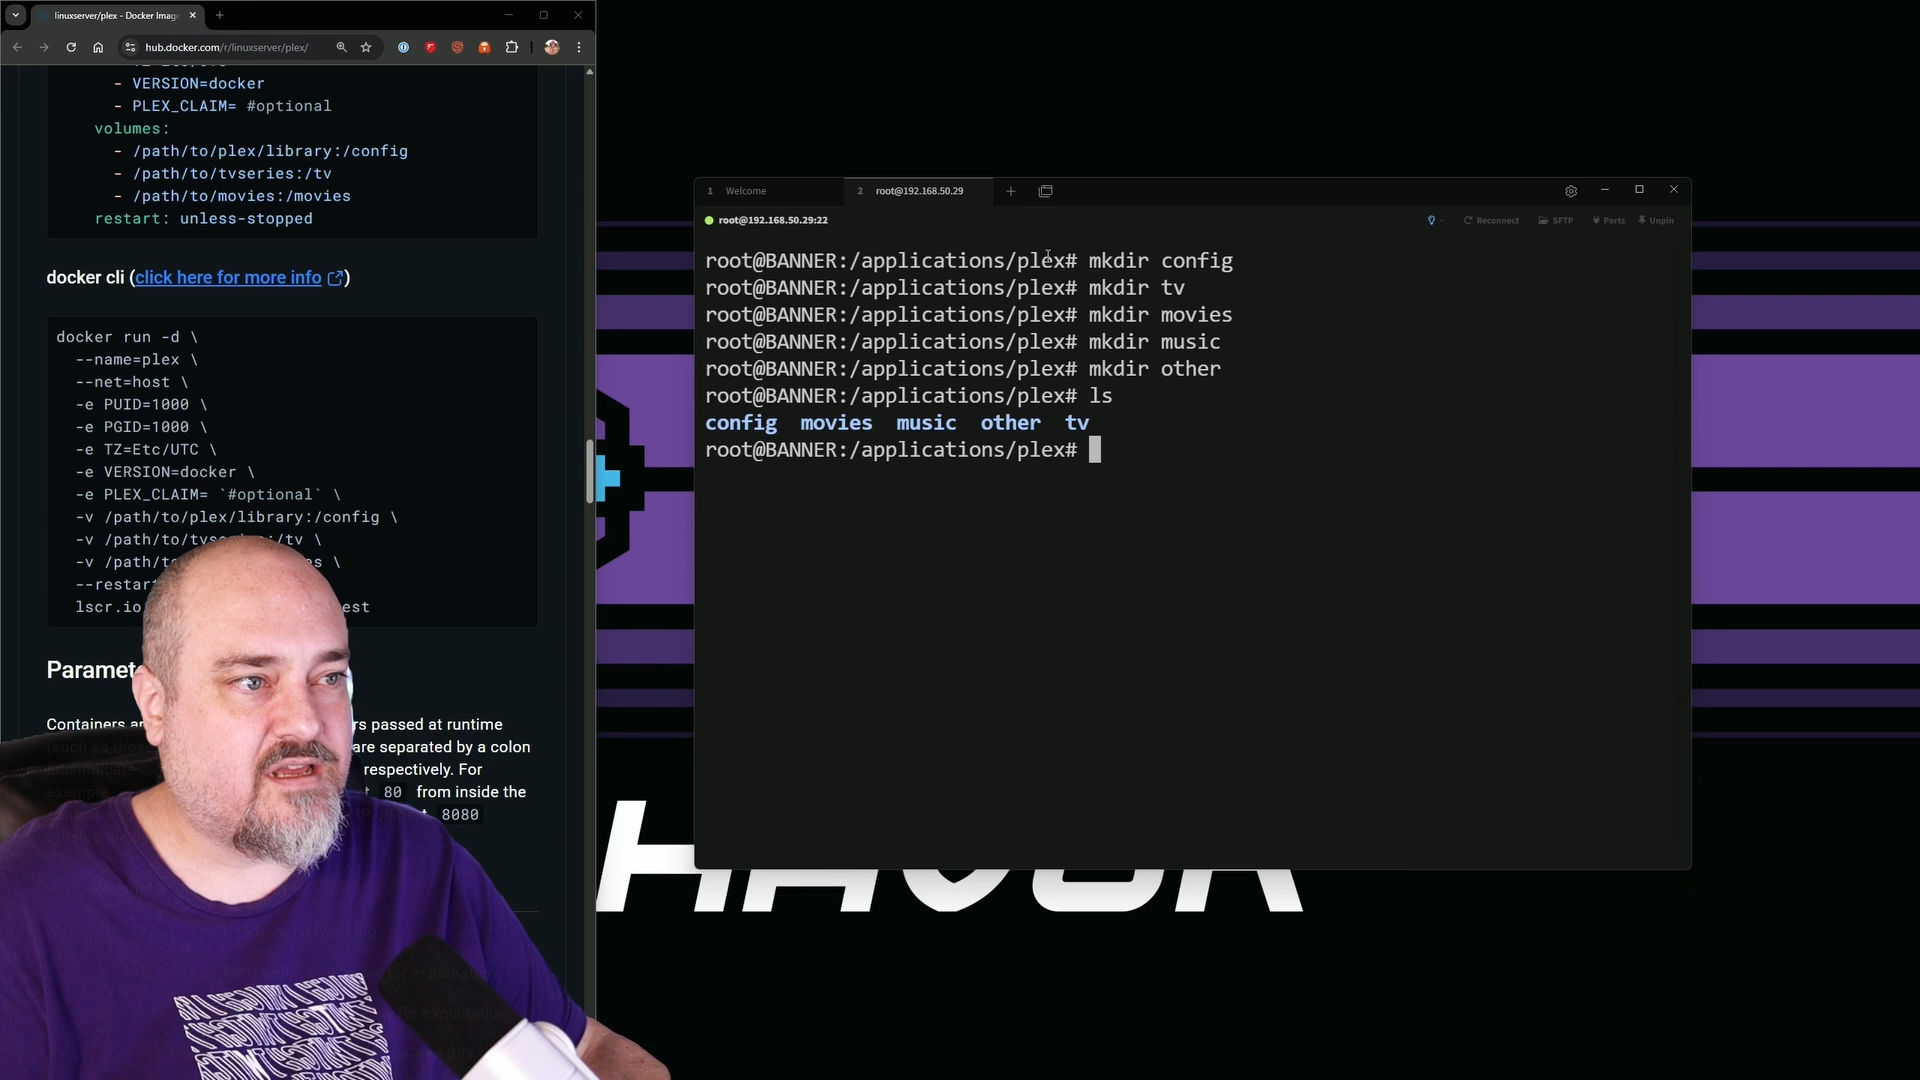 linuxserver/plex - Docker Imag
hub.docker.com/r/linuxserver/plex/
- VERSION=docker
- PLEX_CLAIM= #optional
volumes:
- /path/to/plex/library:/config
- /path/to/tvseries:/tv
- /path/to/movies:/movies
restart: unless-stopped
docker cli (click here for more info)
docker run -d \
--name=plex \
--net=host \
-e PUID=1000 \
-e PGID=1000 \
-e TZ=Etc/UTC \
-e VERSION=docker \
-e PLEX_CLAIM= `#optional` \
-v /path/to/plex/library:/config \
-v /path/to/tvse :/tv \
-v /path/t es \
--restar
lscr.io est
Paramet
Containers ar rs passed at runtime
(such as thos are separated by a colon
respectively. For
example t 80 from inside the
8080
1 Welcome
2 root@192.168.50.29
root@192.168.50.29:22
Reconnect SFTP Ports Unpin
root@BANNER:/applications/plex# mkdir config
root@BANNER:/applications/plex# mkdir tv
root@BANNER:/applications/plex# mkdir movies
root@BANNER:/applications/plex# mkdir music
root@BANNER:/applications/plex# mkdir other
root@BANNER:/applications/plex# ls
config movies music other tv
root@BANNER:/applications/plex#